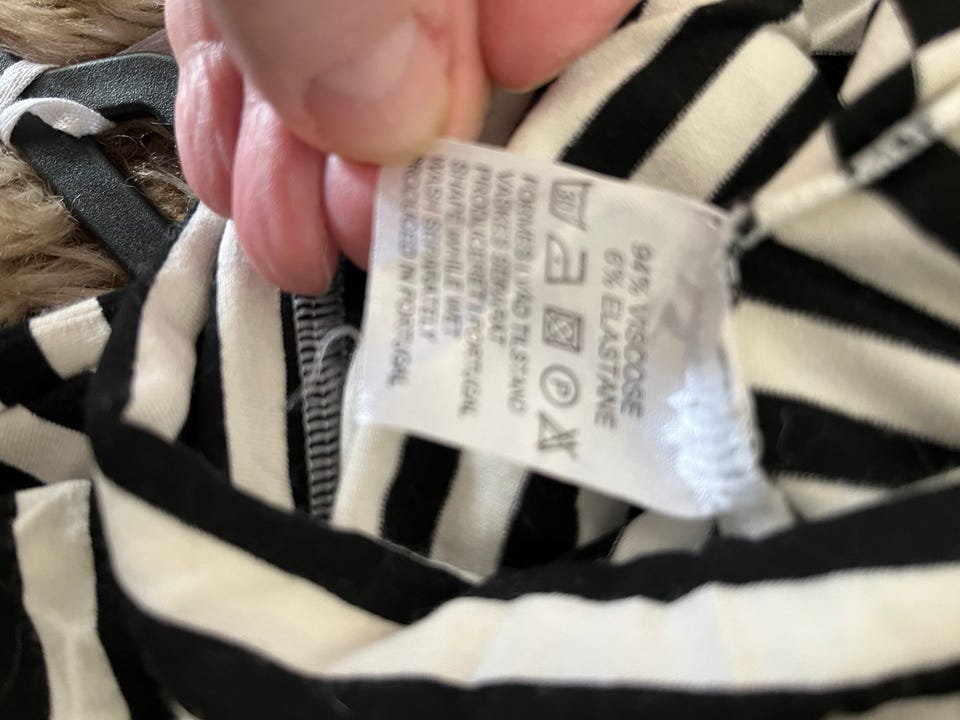 94% VISCOSE
6% ELASTANE
30
P
FORMES I VÅD TILSTAND
VASKES SEPARAT
PRODUCERET I PORTUGAL
SHAPE WHILE WET
WASH SEPARATELY
PRODUCED IN PORTUGAL